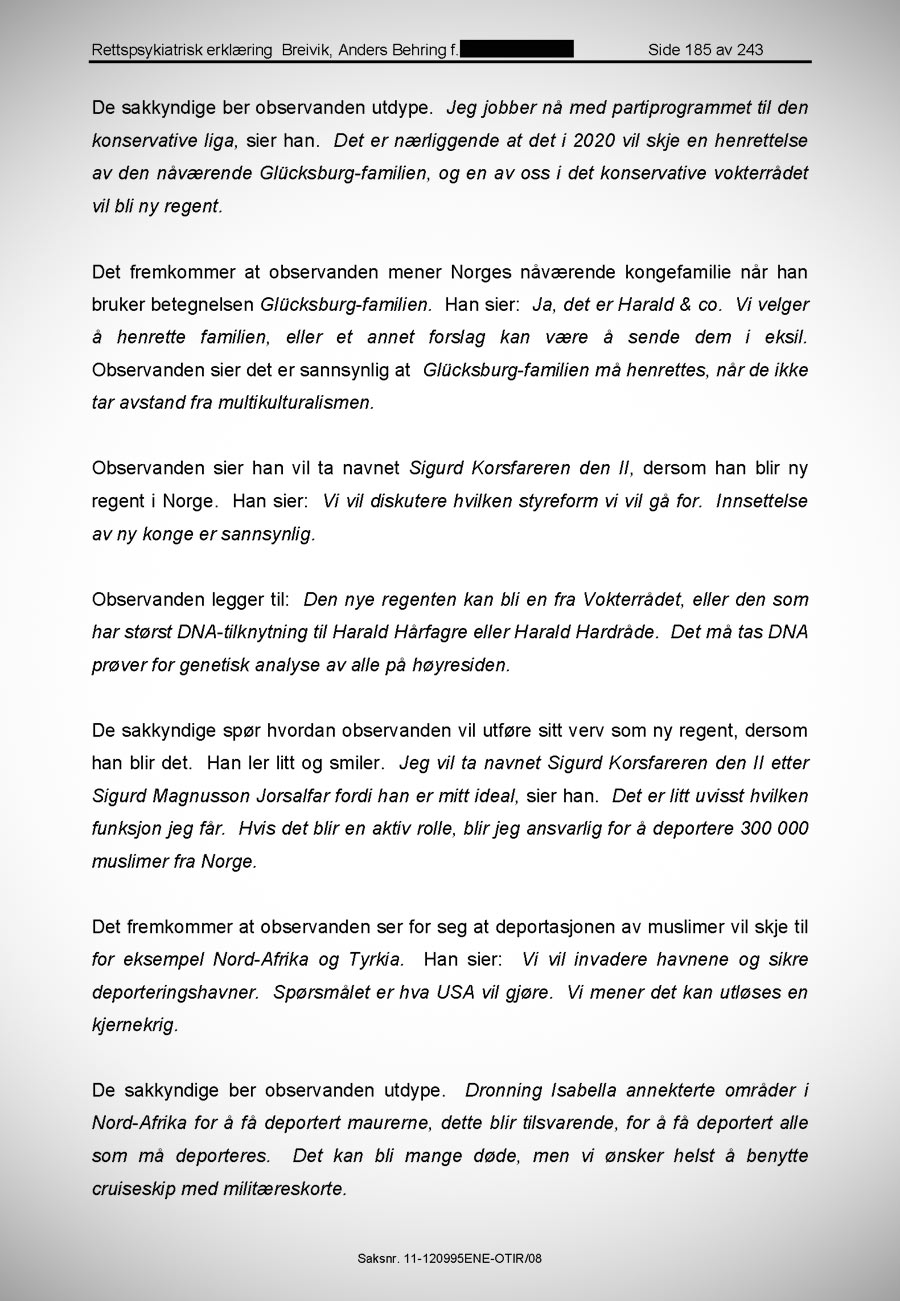 Rettspsykiatrisk erklæring  Breivik, Anders Behring f. Side 185 av 243
De sakkyndige ber observanden utdype.  Jeg jobber nå med partiprogrammet til den
konservative liga, sier han.  Det er nærliggende at det i 2020 vil skje en henrettelse
av den nåværende Glücksburg-familien, og en av oss i det konservative vokterrådet
vil bli ny regent.
Det fremkommer at observanden mener Norges nåværende kongefamilie når han
bruker betegnelsen Glücksburg-familien.  Han sier:  Ja, det er Harald & co.  Vi velger
å henrette familien, eller et annet forslag kan være å sende dem i eksil.
Observanden sier det er sannsynlig at  Glücksburg-familien må henrettes, når de ikke
tar avstand fra multikulturalismen.
Observanden sier han vil ta navnet Sigurd Korsfareren den II, dersom han blir ny
regent i Norge.  Han sier:  Vi vil diskutere hvilken styreform vi vil gå for.  Innsettelse
av ny konge er sannsynlig.
Observanden legger til:  Den nye regenten kan bli en fra Vokterrådet, eller den som
har størst DNA-tilknytning til Harald Hårfagre eller Harald Hardråde.  Det må tas DNA
prøver for genetisk analyse av alle på høyresiden.
De sakkyndige spør hvordan observanden vil utføre sitt verv som ny regent, dersom
han blir det.  Han ler litt og smiler.  Jeg vil ta navnet Sigurd Korsfareren den II etter
Sigurd Magnusson Jorsalfar fordi han er mitt ideal, sier han.  Det er litt uvisst hvilken
funksjon jeg får.  Hvis det blir en aktiv rolle, blir jeg ansvarlig for å deportere 300 000
muslimer fra Norge.
Det fremkommer at observanden ser for seg at deportasjonen av muslimer vil skje til
for eksempel Nord-Afrika og Tyrkia.  Han sier:  Vi vil invadere havnene og sikre
deporteringshavner.  Spørsmålet er hva USA vil gjøre.  Vi mener det kan utløses en
kjernekrig.
De sakkyndige ber observanden utdype.  Dronning Isabella annekterte områder i
Nord-Afrika for å få deportert maurerne, dette blir tilsvarende, for å få deportert alle
som må deporteres.  Det kan bli mange døde, men vi ønsker helst å benytte
cruiseskip med militæreskorte.
Saksnr. 11-120995ENE-OTIR/08